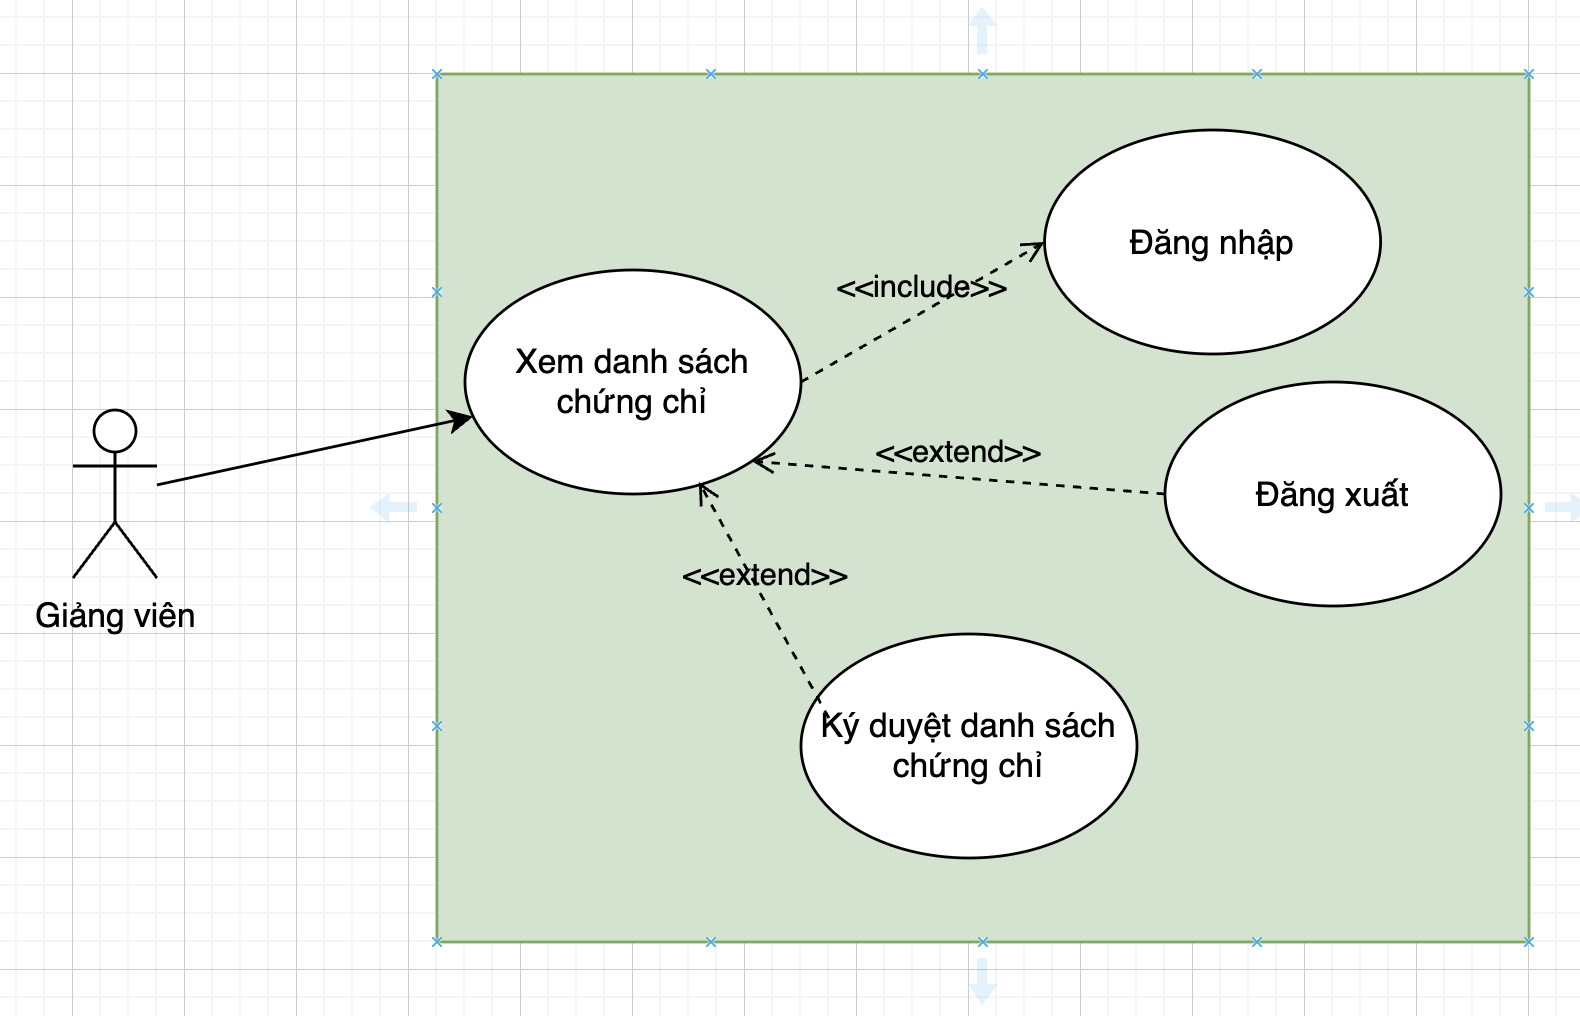 Đăng nhập
<<include>>
Xem danh sách
chứng chỉ
<<extend>>
Đăng xuất
<<extend>>
Giảng viên
Ký duyệt danh sách
chứng chỉ